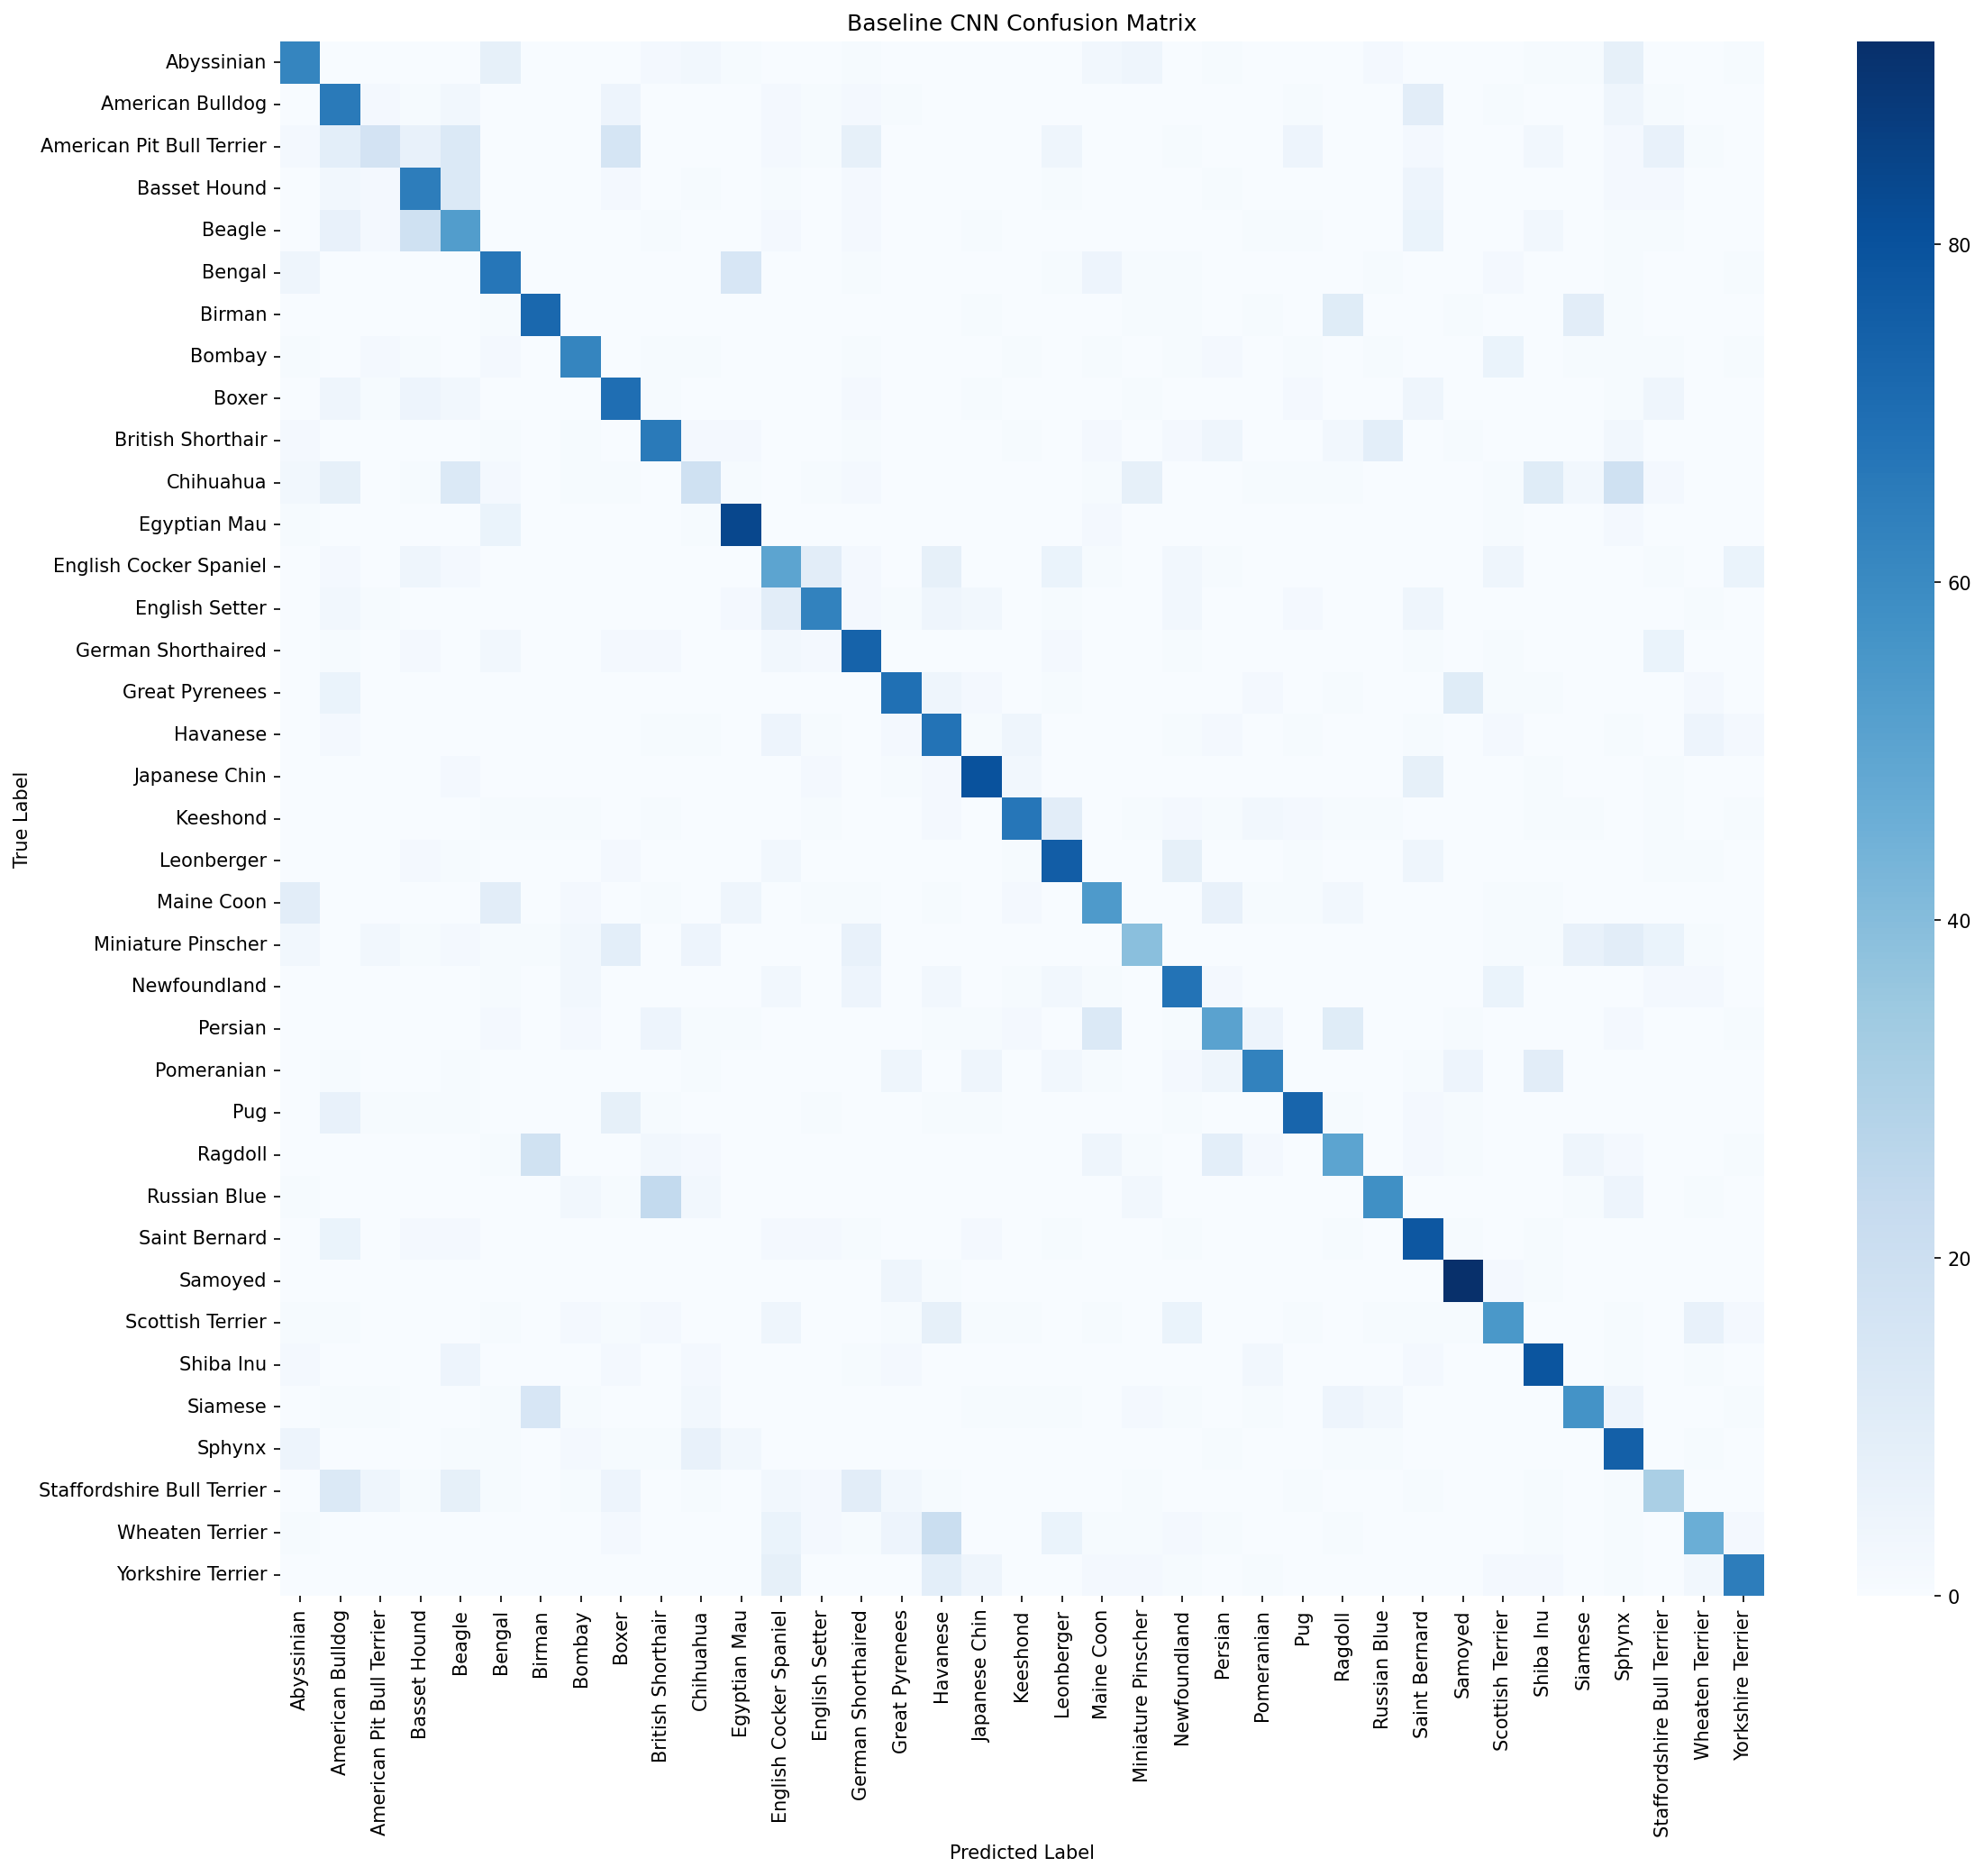 Baseline CNN Confusion Matrix
True Label
Abyssinian
American Bulldog
American Pit Bull Terrier
Basset Hound
Beagle
Bengal
Birman
Bombay
Boxer
British Shorthair
Chihuahua
Egyptian Mau
English Cocker Spaniel
English Setter
German Shorthaired
Great Pyrenees
Havanese
Japanese Chin
Keeshond
Leonberger
Maine Coon
Miniature Pinscher
Newfoundland
Persian
Pomeranian
Pug
Ragdoll
Russian Blue
Saint Bernard
Samoyed
Scottish Terrier
Shiba Inu
Siamese
Sphynx
Staffordshire Bull Terrier
Wheaten Terrier
Yorkshire Terrier
Abyssinian
American Bulldog
American Pit Bull Terrier
Basset Hound
Beagle
Bengal
Birman
Bombay
Boxer
British Shorthair
Chihuahua
Egyptian Mau
English Cocker Spaniel
English Setter
German Shorthaired
Great Pyrenees
Havanese
Japanese Chin
Keeshond
Leonberger
Maine Coon
Miniature Pinscher
Newfoundland
Persian
Pomeranian
Pug
Ragdoll
Russian Blue
Saint Bernard
Samoyed
Scottish Terrier
Shiba Inu
Siamese
Sphynx
Staffordshire Bull Terrier
Wheaten Terrier
Yorkshire Terrier
Predicted Label
80
60
40
20
0